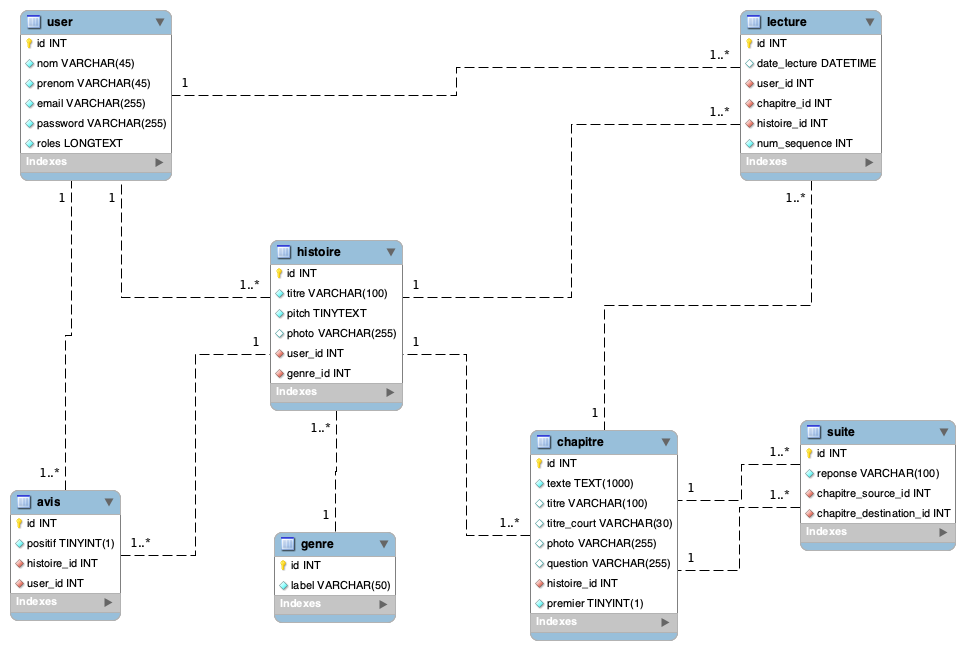 user
id INT
nom VARCHAR(45)
prenom VARCHAR(45)
email VARCHAR(255)
password VARCHAR(255)
roles LONGTEXT
Indexes
1
1
1
lecture
id INT
date_lecture DATETIME
user_id INT
chapitre_id INT
histoire_id INT
num_sequence INT
Indexes
1..*
1..*
1..*
histoire
id INT
titre VARCHAR(100)
pitch TINYTEXT
photo VARCHAR(255)
user_id INT
genre_id INT
Indexes
1..*
1
1
1
1..*
avis
id INT
positif TINYINT(1)
histoire_id INT
user_id INT
Indexes
1..*
1..*
genre
id INT
label VARCHAR(50)
Indexes
1
chapitre
id INT
texte TEXT(1000)
titre VARCHAR(100)
titre_court VARCHAR(30)
photo VARCHAR(255)
question VARCHAR(255)
histoire_id INT
premier TINYINT(1)
Indexes
1
1..*
1
1
suite
id INT
reponse VARCHAR(100)
chapitre_source_id INT
chapitre_destination_id INT
Indexes
1..*
1..*